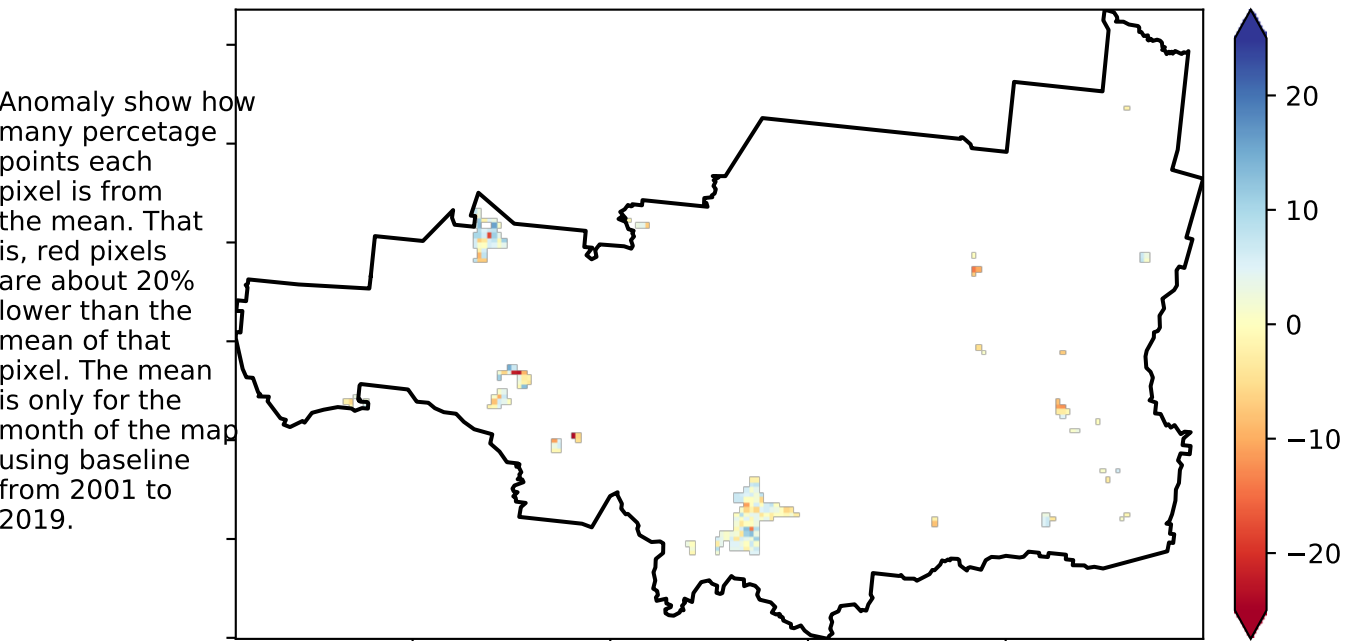 Anomaly show how
many percetage
points each
pixel is from
the mean. That
is, red pixels
are about 20%
lower than the
mean of that
pixel. The mean
is only for the
month of the map
using baseline
from 2001 to
2019.
20
10
0
−10
−20